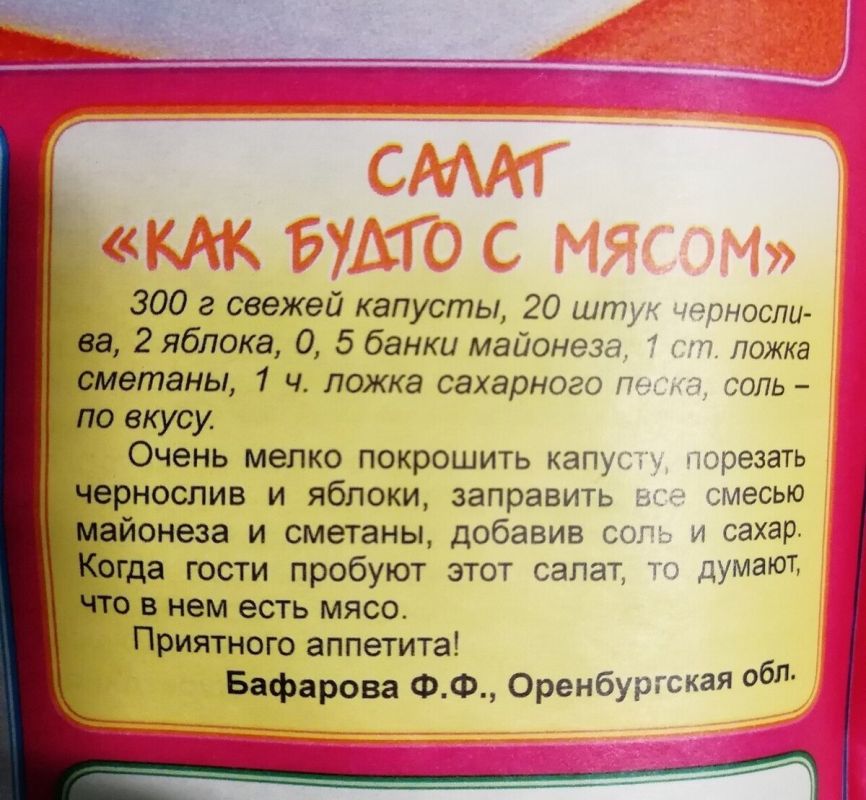 САЛАТ
«КАК БУДТО С МЯСОМ»
300 г свежей капусты, 20 штук черносли-
ва, 2 яблока, 0, 5 банки майонеза, 1 ст. ложка
сметаны, 1 ч. ложка сахарного песка, соль –
по вкусу.
Очень мелко покрошить капусту, порезать
чернослив и яблоки, заправить все смесью
майонеза и сметаны, добавив соль и сахар.
Когда гости пробуют этот салат, то думают,
что в нем есть мясо.
Приятного аппетита!
Бафарова Ф.Ф., Оренбургская обл.